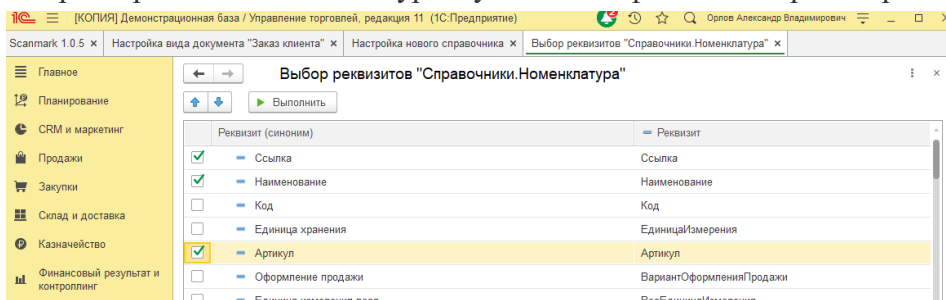 [КОПИЯ] Демонстрационная база / Управление торговлей, редакция 11 (1С:Предприятие)
2
Орлов Александр Владимирович
Scanmark 1.0.5 × Настройка вида документа "Заказ клиента" × Настройка нового справочника × Выбор реквизитов "Справочники.Номенклатура" ×
Главное
Планирование
CRM и маркетинг
Продажи
Закупки
Склад и доставка
Казначейство
Финансовый результат и
контроллинг
Выбор реквизитов "Справочники.Номенклатура"
Выполнить
Реквизит (синоним) Реквизит
Ссылка Ссылка
Наименование Наименование
Код Код
Единица хранения ЕдиницаИзмерения
Артикул Артикул
Оформление продажи ВариантОформленияПродажи